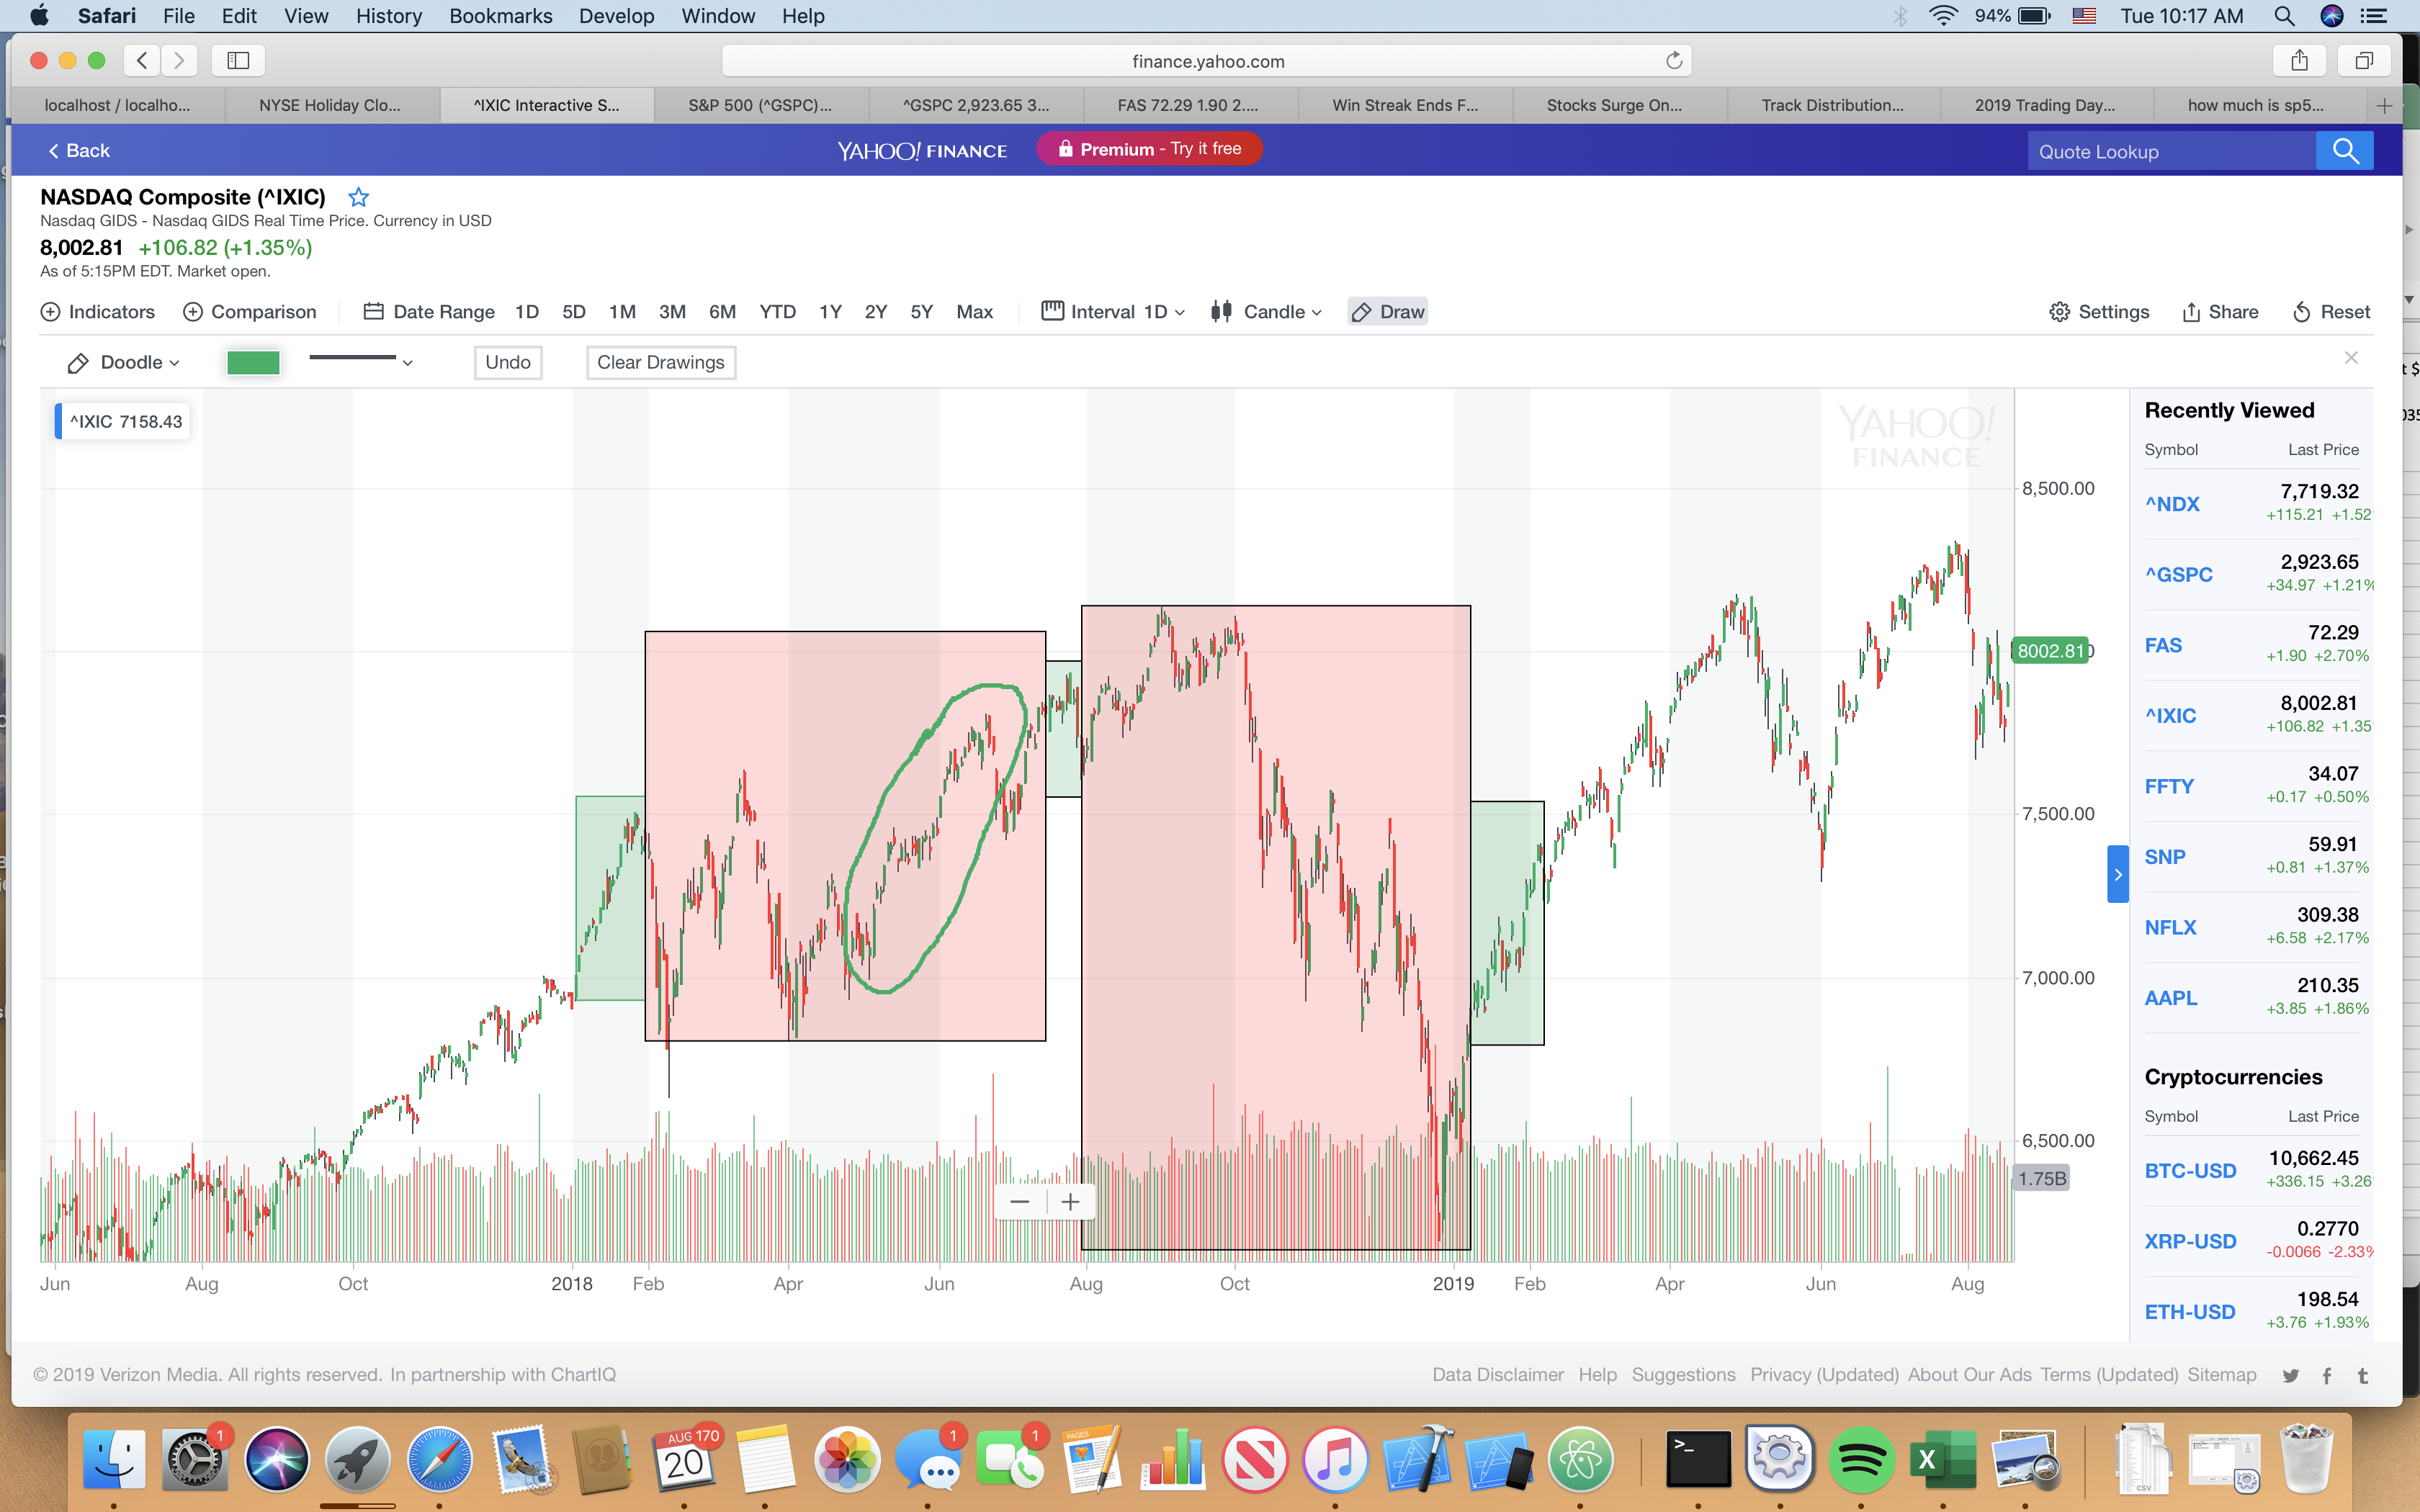 Safari File Edit View History Bookmarks Develop Window Help 94% Tue 10:17 AM
finance.yahoo.com
localhost / localho... NYSE Holiday Clo... ^IXIC Interactive S... S&P 500 (^GSPC)... ^GSPC 2,923.65 3... FAS 72.29 1.90 2.... Win Streak Ends F... Stocks Surge On... Track Distribution... 2019 Trading Day... how much is sp5...
Back YAHOO! FINANCE Premium - Try it free Quote Lookup
NASDAQ Composite (^IXIC)
Nasdaq GIDS - Nasdaq GIDS Real Time Price. Currency in USD
8,002.81 +106.82 (+1.35%)
As of 5:15PM EDT. Market open.
Indicators Comparison Date Range 1D 5D 1M 3M 6M YTD 1Y 2Y 5Y Max Interval 1D Candle Draw Settings Share Reset
Doodle Undo Clear Drawings
^IXIC 7158.43
YAHOO!
FINANCE
8,500.00
8002.81
7,500.00
7,000.00
6,500.00
1.75B
Jun Aug Oct 2018 Feb Apr Jun Aug Oct 2019 Feb Apr Jun Aug
Recently Viewed
Symbol Last Price
^NDX 7,719.32
+115.21 +1.52
^GSPC 2,923.65
+34.97 +1.21%
FAS 72.29
+1.90 +2.70%
^IXIC 8,002.81
+106.82 +1.35
FFTY 34.07
+0.17 +0.50%
SNP 59.91
+0.81 +1.37%
NFLX 309.38
+6.58 +2.17%
AAPL 210.35
+3.85 +1.86%
Cryptocurrencies
Symbol Last Price
BTC-USD 10,662.45
+336.15 +3.26
XRP-USD 0.2770
-0.0066 -2.33%
ETH-USD 198.54
+3.76 +1.93%
© 2019 Verizon Media. All rights reserved. In partnership with ChartIQ
Data Disclaimer Help Suggestions Privacy (Updated) About Our Ads Terms (Updated) Sitemap
1 AUG 170 20 1 1 PAGES
CSV